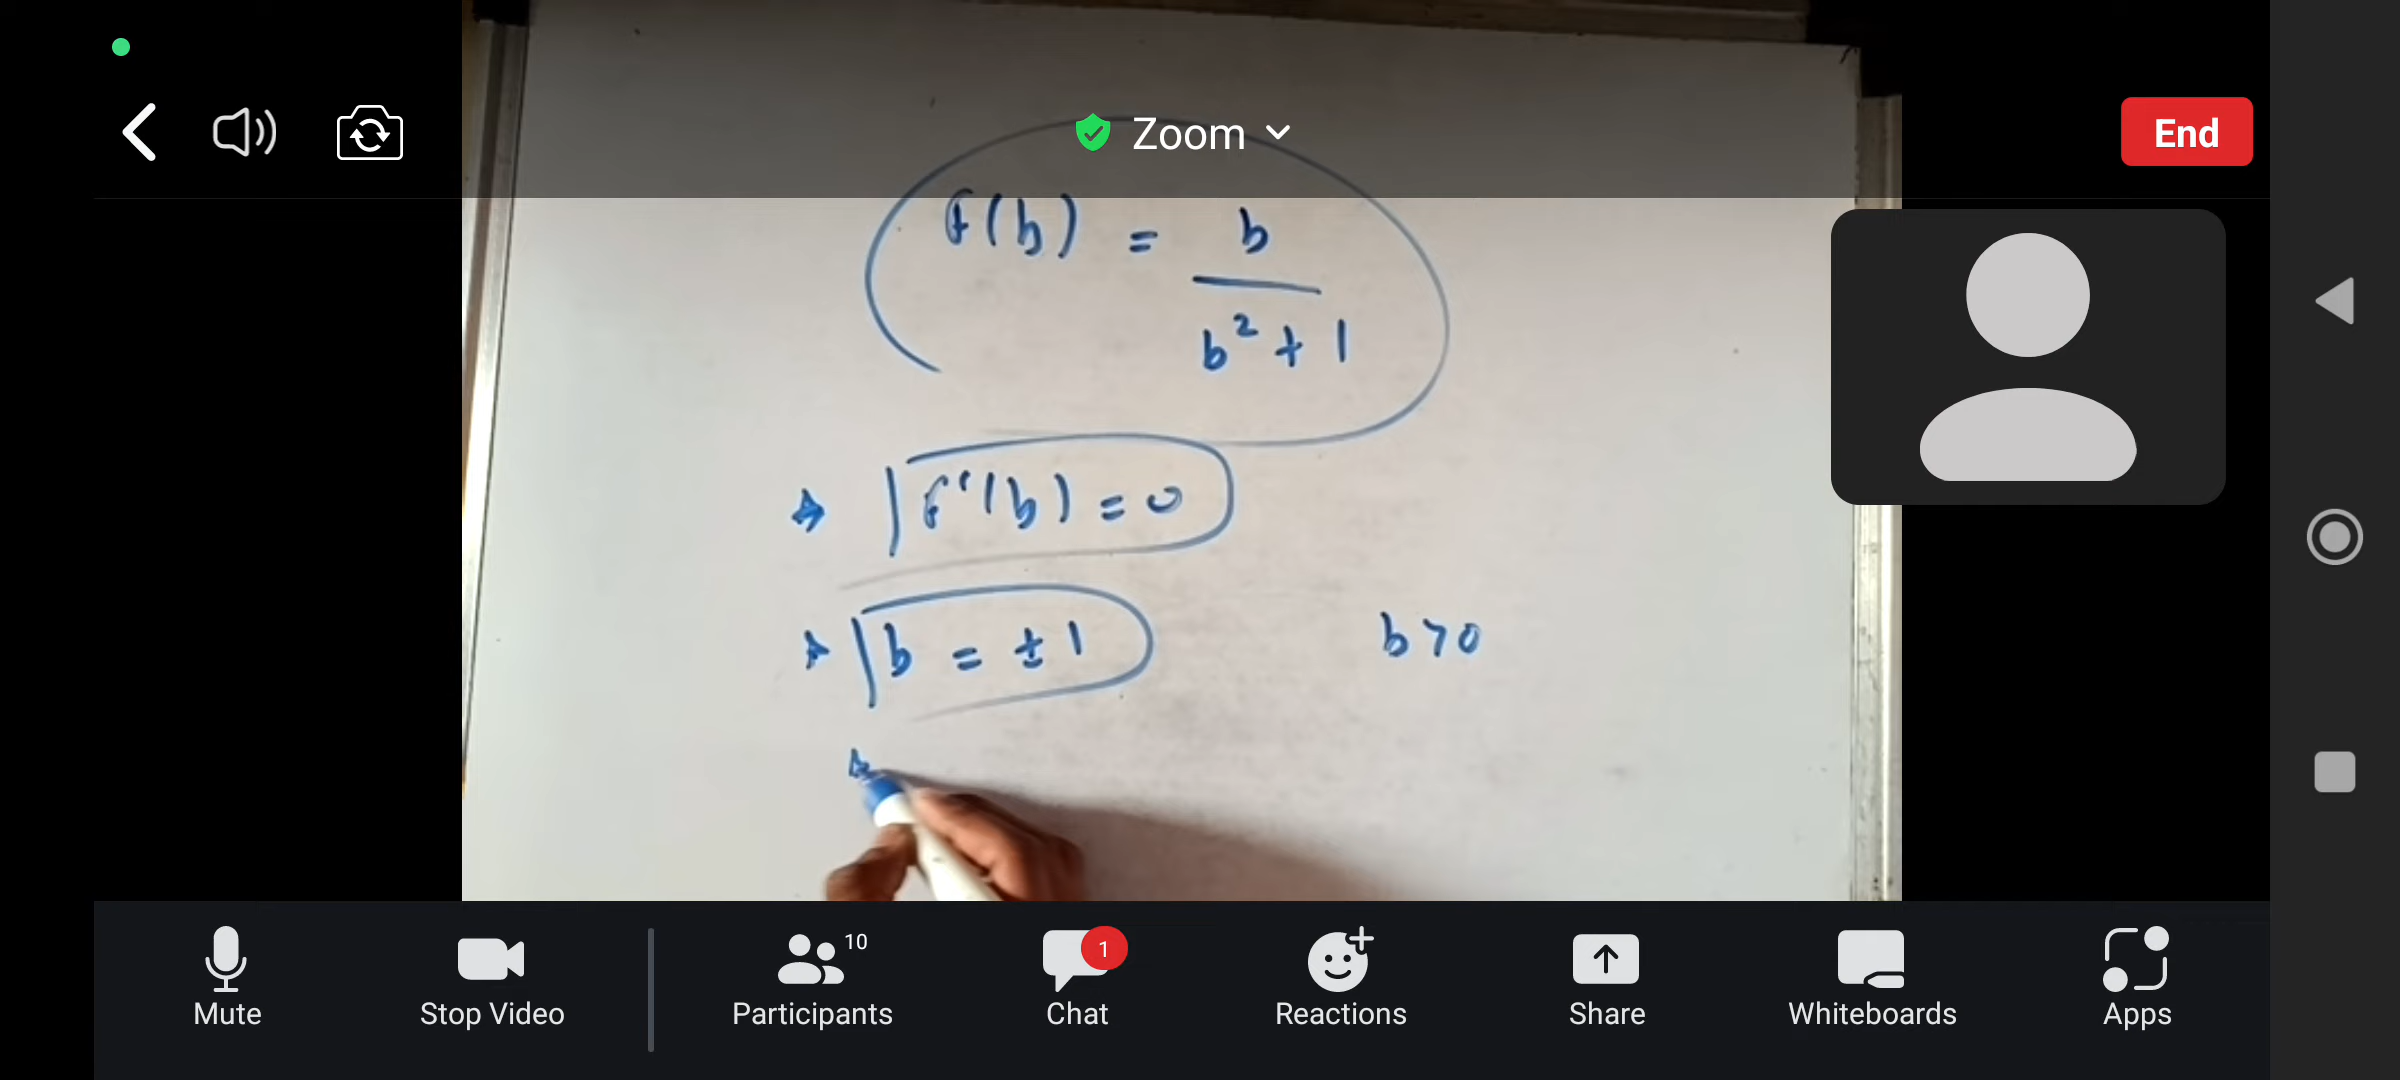 Zoom
End
f(b) = b / b² + 1
⇒ f'(b) = 0
⇒ b = ± 1 b > 0
10
1
Mute
Stop Video
Participants
Chat
Reactions
Share
Whiteboards
Apps